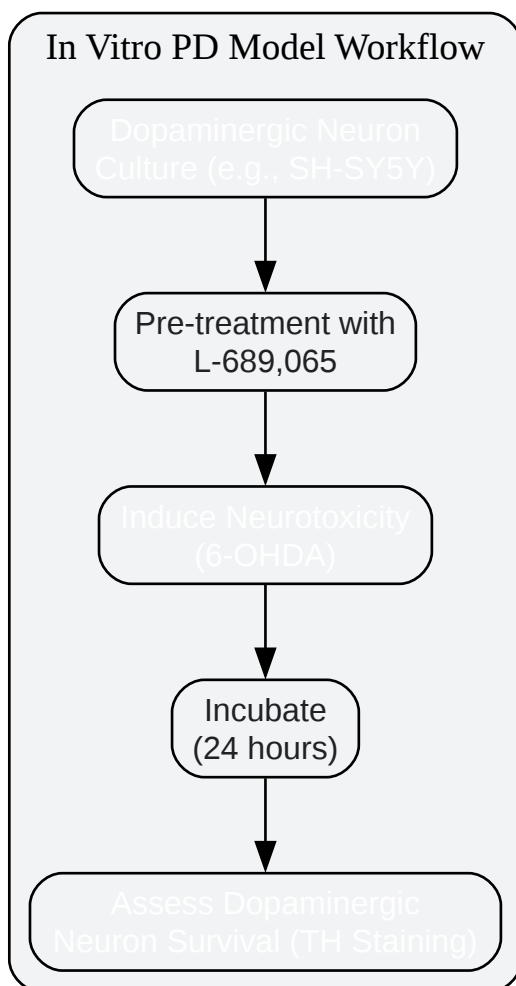 In Vitro PD Model Workflow
Dopaminergic Neuron
Culture (e.g., SH-SY5Y)
Pre-treatment with
L-689,065
Induce Neurotoxicity
(6-OHDA)
Incubate
(24 hours)
Assess Dopaminergic
Neuron Survival (TH Staining)